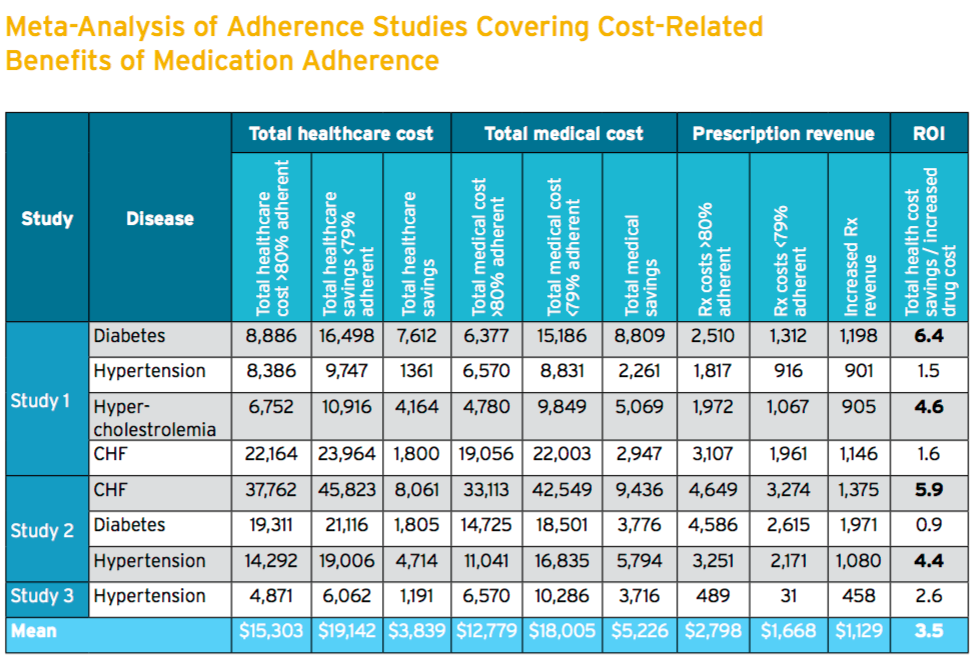 Meta-Analysis of Adherence Studies Covering Cost-Related
Benefits of Medication Adherence
Study Disease Total healthcare cost Total medical cost Prescription revenue ROI
Total healthcare cost >80% adherent Total healthcare savings <79% adherent Total healthcare savings Total medical cost >80% adherent Total medical cost <79% adherent Total medical savings Rx costs >80% adherent Rx costs <79% adherent Increased Rx revenue Total health cost savings / increased drug cost
Study 1 Diabetes 8,886 16,498 7,612 6,377 15,186 8,809 2,510 1,312 1,198 6.4
Hypertension 8,386 9,747 1361 6,570 8,831 2,261 1,817 916 901 1.5
Hyper-
cholestrolemia 6,752 10,916 4,164 4,780 9,849 5,069 1,972 1,067 905 4.6
CHF 22,164 23,964 1,800 19,056 22,003 2,947 3,107 1,961 1,146 1.6
Study 2 CHF 37,762 45,823 8,061 33,113 42,549 9,436 4,649 3,274 1,375 5.9
Diabetes 19,311 21,116 1,805 14,725 18,501 3,776 4,586 2,615 1,971 0.9
Hypertension 14,292 19,006 4,714 11,041 16,835 5,794 3,251 2,171 1,080 4.4
Study 3 Hypertension 4,871 6,062 1,191 6,570 10,286 3,716 489 31 458 2.6
Mean $15,303 $19,142 $3,839 $12,779 $18,005 $5,226 $2,798 $1,668 $1,129 3.5